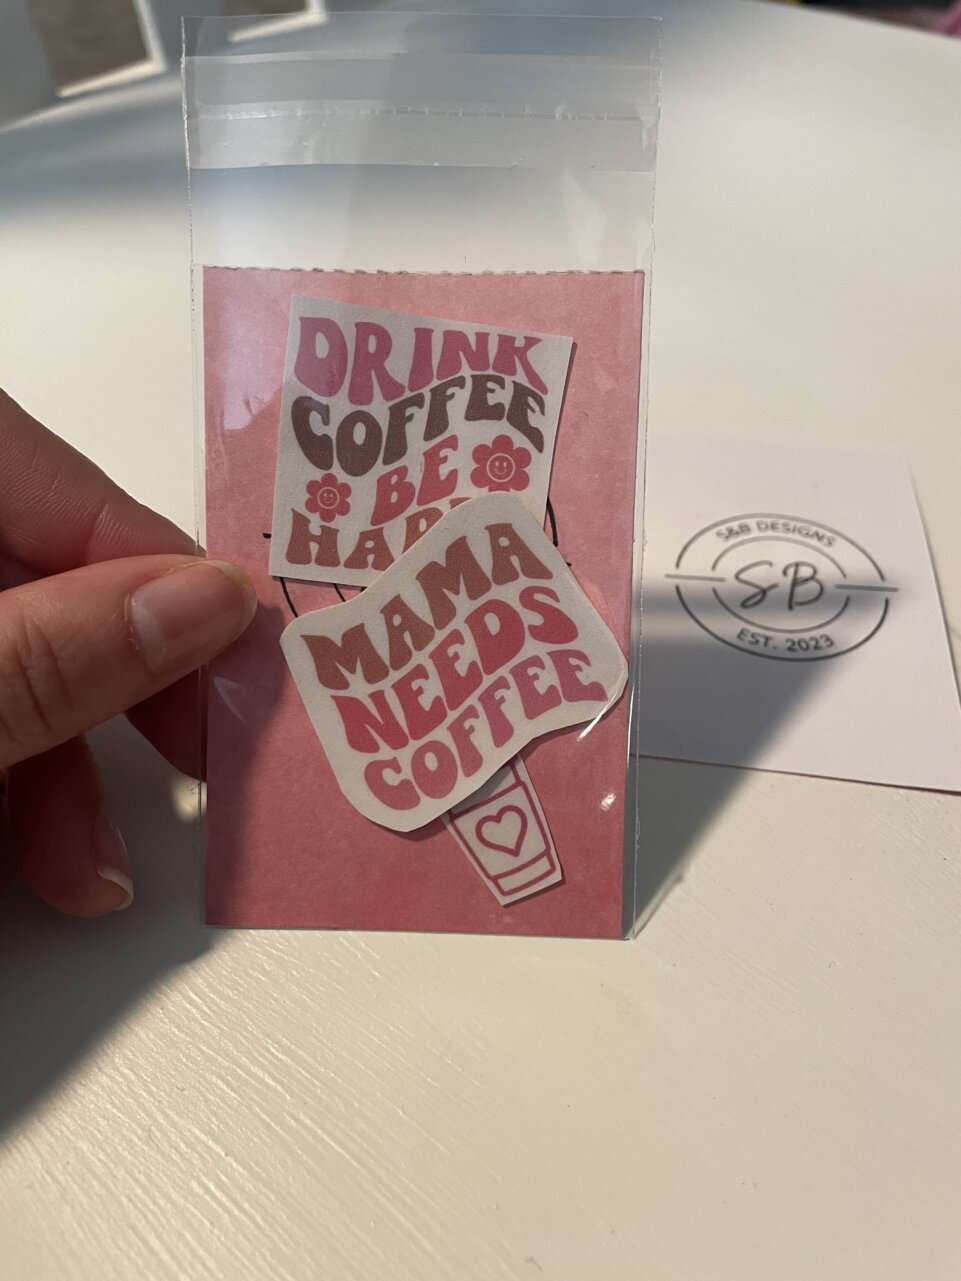 DRINK
COFFEE
BE
MAMA
NEEDS
COFFEE
S&B DESIGNS
SB
EST. 2023